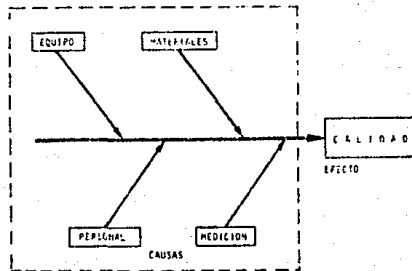 EQUIPO
MATERIALES
CALIDAD
EFECTO
PERSONAL
MEDICION
CAUSAS